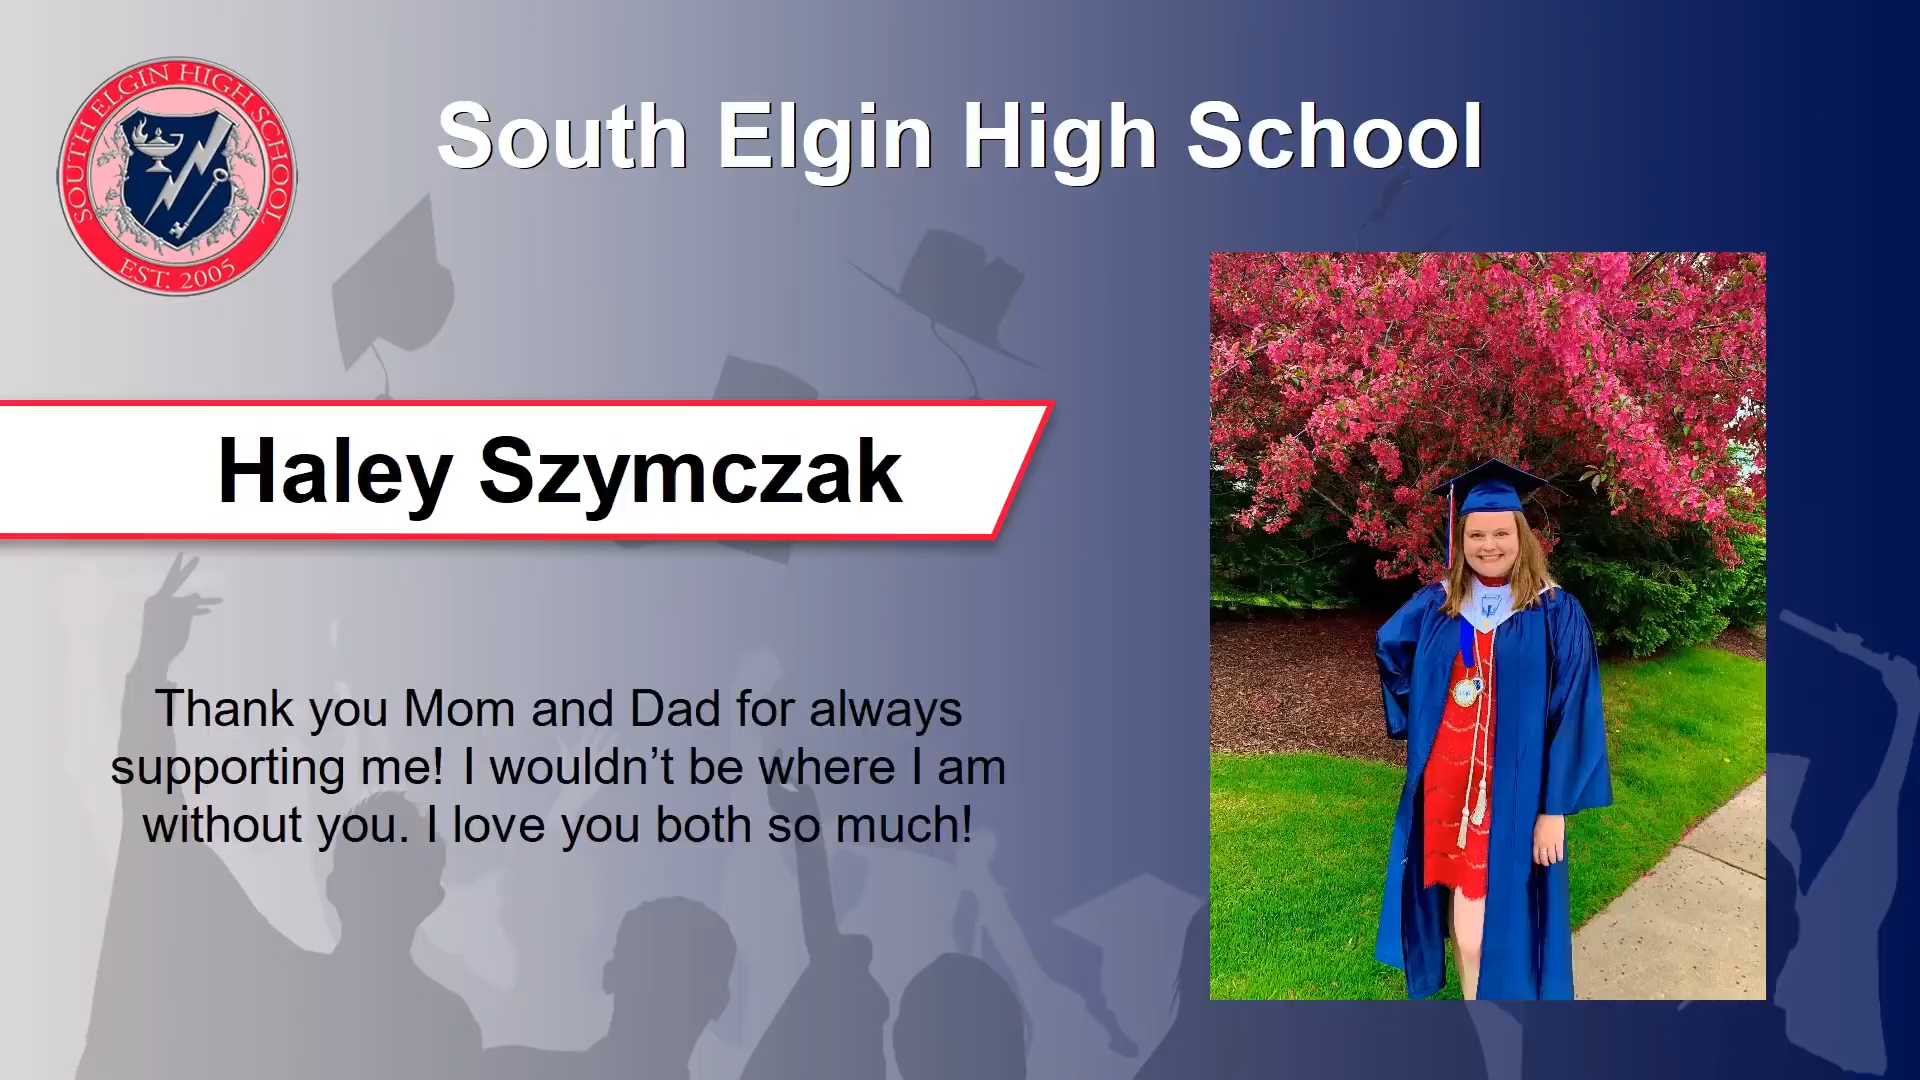 SOUTH ELGIN HIGH SCHOOL
EST. 2005
South Elgin High School
Haley Szymczak
Thank you Mom and Dad for always
supporting me! I wouldn’t be where I am
without you. I love you both so much!